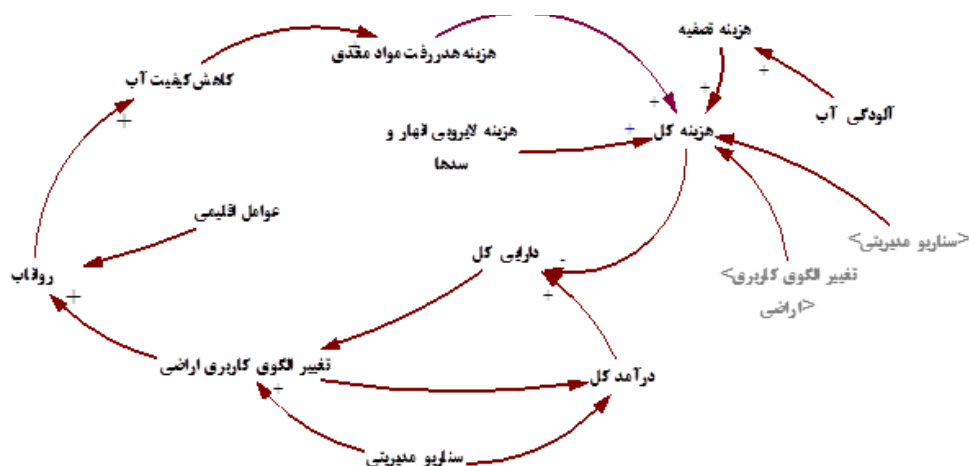 هزینه تصفیه
هزینه هدررفت مواد مغذی
کاهش کیفیت آب
آلودگی آب
هزینه کل
هزینه لایروبی انهار و
سدها
عوامل اقلیمی
<سناریو مدیریتی>
دارایی کل
<تغییر الگوی کاربری
اراضی>
رواناب
تغییر الگوی کاربری اراضی
درآمد کل
سناریو مدیریتی